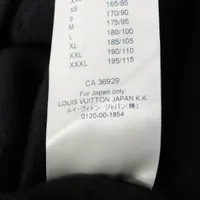 XS 165/85
S 170/90
M 175/95
L 180/100
XL 185/105
XXL 190/110
XXXL 195/115
CA 36929
For Japan only
LOUIS VUITTON JAPAN K.K.
ルイ・ヴィトン ジャパン(株)
0120-00-1854